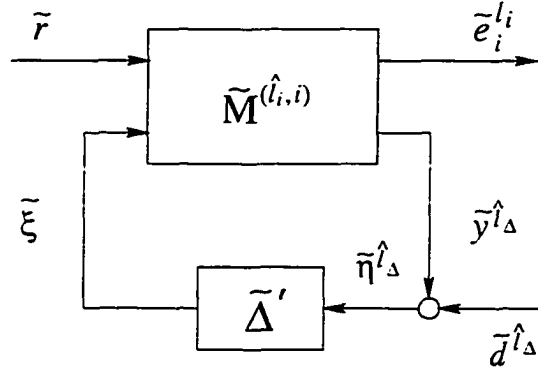 r̃
ẽ_i^{l_i}
M̃^{(l̂_i, i)}
ξ̃
ỹ^{l̂_Δ}
η̃^{l̂_Δ}
Δ̃′
d̃^{l̂_Δ}